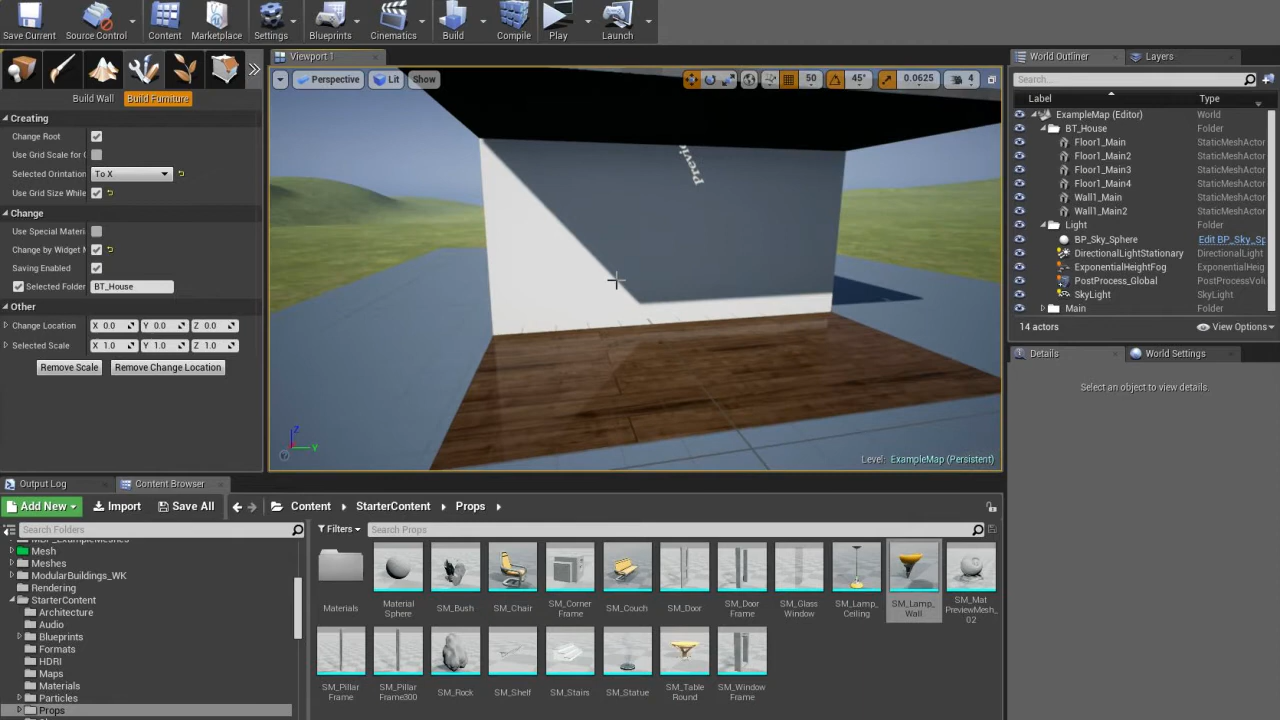 Save Current
Source Control
Content
Marketplace
Settings
Blueprints
Cinematics
Build
Compile
Play
Launch
Viewport 1
World Outliner
Layers
Perspective
Lit
Show
50
45°
0.0625
4
Search...
Build Wall
Build Furniture
Label
Type
Creating
ExampleMap (Editor)
World
BT_House
Folder
Change Root
Floor1_Main
StaticMeshActor
Use Grid Scale for C
Floor1_Main2
StaticMeshActor
Selected Orintation
To X
Floor1_Main3
StaticMeshActor
Use Grid Size While
Floor1_Main4
StaticMeshActor
Wall1_Main
StaticMeshActor
Change
Wall1_Main2
StaticMeshActor
Use Special Materi
Light
Folder
Change by Widget M
BP_Sky_Sphere
Edit BP_Sky_Sp
Saving Enabled
DirectionalLightStationary
DirectionalLight
Selected Folder
BT_House
ExponentialHeightFog
ExponentialHeig
PostProcess_Global
PostProcessVolu
Other
SkyLight
SkyLight
Main
Folder
Change Location
X 0.0
Y 0.0
Z 0.0
14 actors
View Options
Selected Scale
X 1.0
Y 1.0
Z 1.0
Remove Scale
Remove Change Location
Details
World Settings
Select an object to view details.
Previe
Z
Y
Level: ExampleMap (Persistent)
Output Log
Content Browser
Add New
Import
Save All
Content
StarterContent
Props
Search Folders
Filters
Search Props
Mesh
Meshes
ModularBuildings_WK
Rendering
StarterContent
Architecture
Audio
Blueprints
Formats
HDRI
Maps
Materials
Particles
Props
Materials
Material
Sphere
SM_Bush
SM_Chair
SM_Corner
Frame
SM_Couch
SM_Door
SM_Door
Frame
SM_Glass
Window
SM_Lamp_
Ceiling
SM_Lamp_
Wall
SM_Mat
PreviewMesh_
02
SM_Pillar
Frame
SM_Pillar
Frame300
SM_Rock
SM_Shelf
SM_Stairs
SM_Statue
SM_Table
Round
SM_Window
Frame